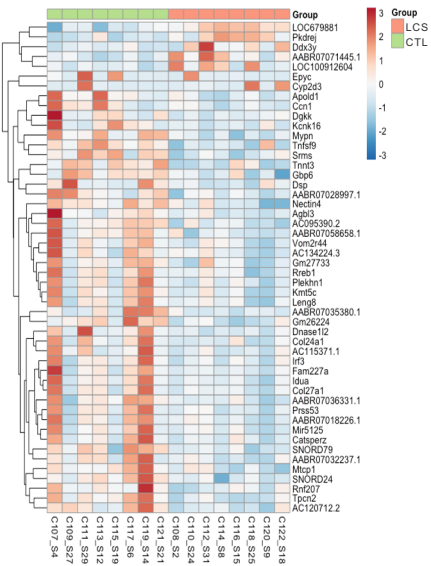 Group
LOC679881
Pkdrej
Ddx3y
AABR07071445.1
LOC100912604
Epyc
Cyp2d3
Apold1
Ccn1
Dgkk
Kcnk16
Mypn
Tnfsf9
Srms
Tnnt3
Gbp6
Dsp
AABR07028997.1
Nectin4
Agbl3
AC095390.2
AABR07058658.1
Vom2r44
AC134224.3
Gm27733
Rreb1
Plekhn1
Kmt5c
Leng8
AABR07035380.1
Gm26224
Dnase1l2
Col24a1
AC115371.1
Irf3
Fam227a
Idua
Col27a1
AABR07036331.1
Prss53
AABR07018226.1
Mir5125
Catsperz
SNORD79
AABR07032237.1
Mtcp1
SNORD24
Rnf207
Tpcn2
AC120712.2
C107_S4
C109_S27
C111_S29
C113_S12
C115_S19
C117_S6
C119_S14
C121_S21
C108_S2
C110_S24
C112_S31
C114_S8
C116_S15
C118_S25
C120_S9
C122_S18
3
2
1
0
-1
-2
-3
Group
LCS
CTL